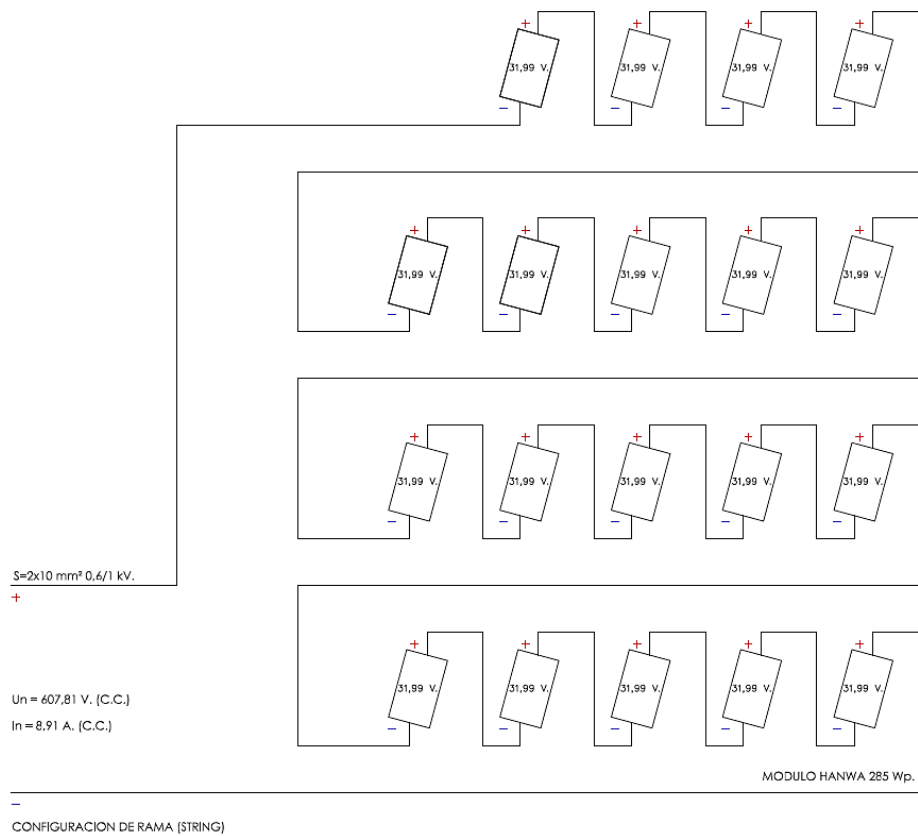 + + + +
31,99 V. 31,99 V. 31,99 V. 31,99 V.
− − − −
+ + + + +
31,99 V. 31,99 V. 31,99 V. 31,99 V. 31,99 V.
− − − − −
+ + + + +
31,99 V. 31,99 V. 31,99 V. 31,99 V. 31,99 V.
− − − − −
S=2x10 mm² 0,6/1 kV.
+
+ + + + +
31,99 V. 31,99 V. 31,99 V. 31,99 V. 31,99 V.
− − − − −
Un = 607,81 V. (C.C.)
In = 8,91 A. (C.C.)
MODULO HANWA 285 Wp.
−
CONFIGURACION DE RAMA (STRING)